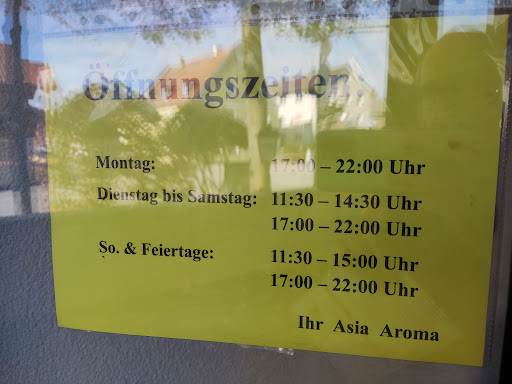 Öffnungszeiten
Montag: 17:00 – 22:00 Uhr
Dienstag bis Samstag: 11:30 – 14:30 Uhr
17:00 – 22:00 Uhr
So. & Feiertage: 11:30 – 15:00 Uhr
17:00 – 22:00 Uhr
Ihr Asia Aroma